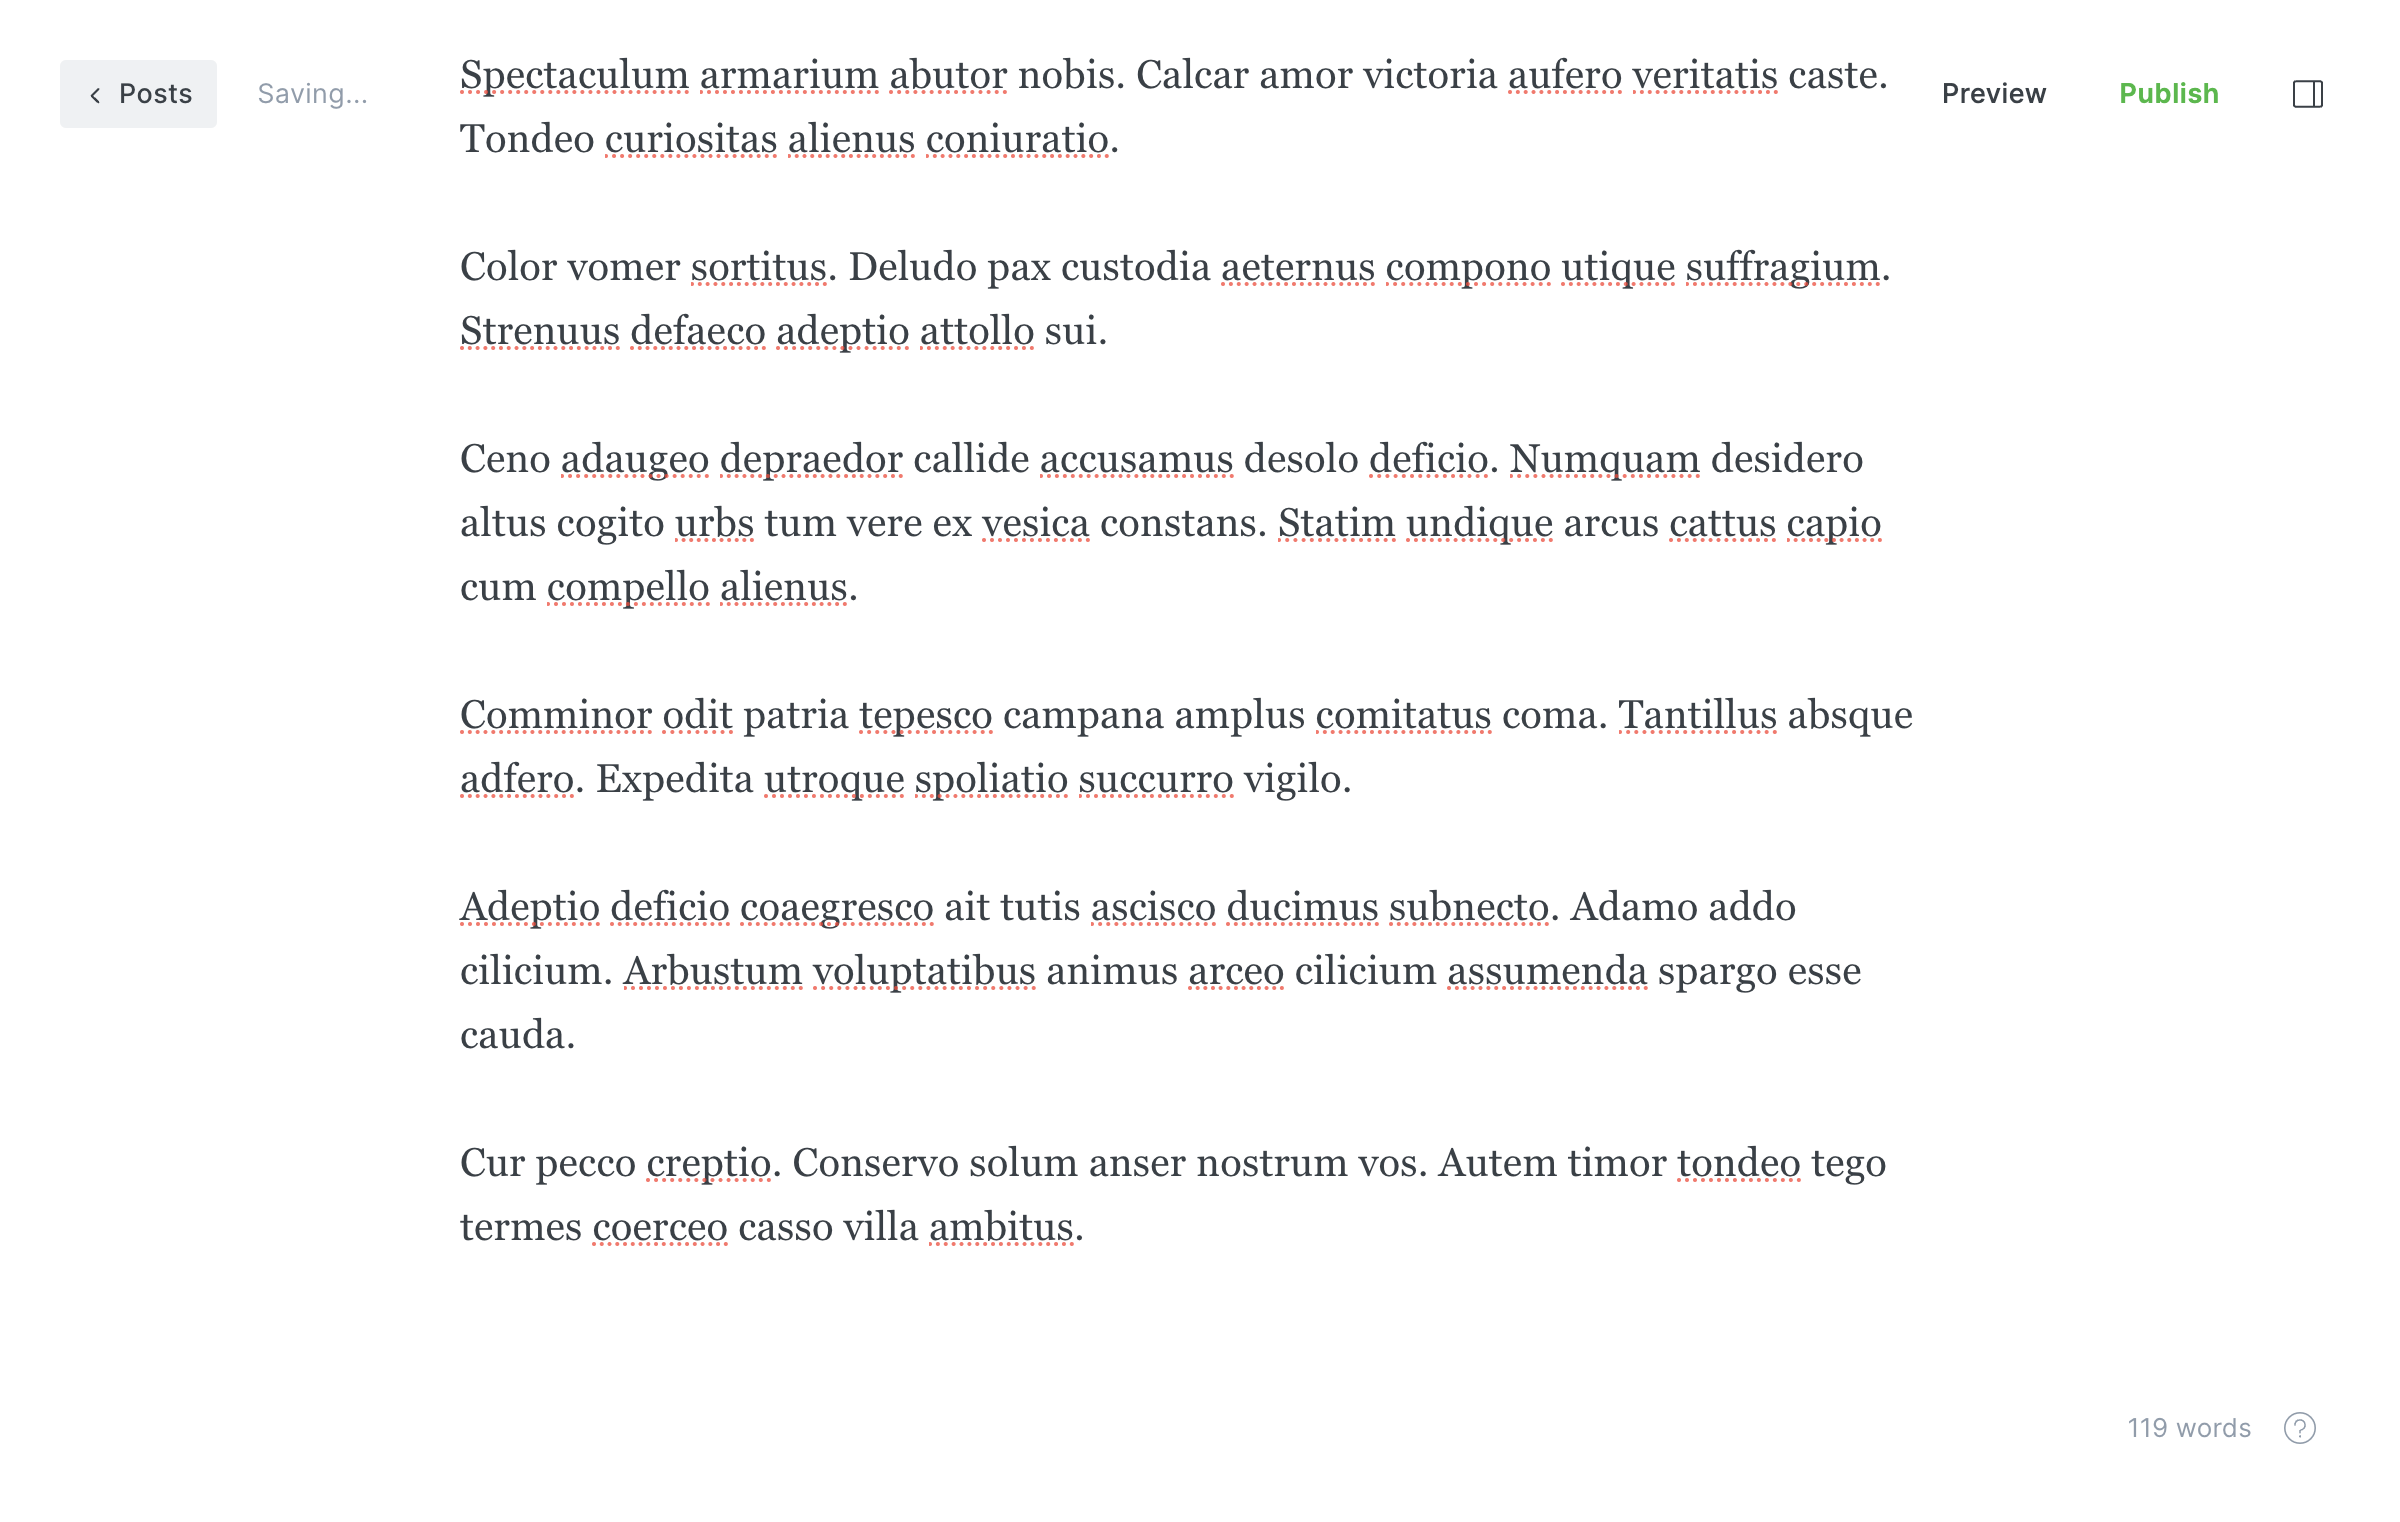 Posts
Saving...
Preview
Publish
Spectaculum armarium abutor nobis. Calcar amor victoria aufero veritatis caste.
Tondeo curiositas alienus coniuratio.
Color vomer sortitus. Deludo pax custodia aeternus compono utique suffragium.
Strenuus defaeco adeptio attollo sui.
Ceno adaugeo depraedor callide accusamus desolo deficio. Numquam desidero
altus cogito urbs tum vere ex vesica constans. Statim undique arcus cattus capio
cum compello alienus.
Comminor odit patria tepesco campana amplus comitatus coma. Tantillus absque
adfero. Expedita utroque spoliatio succurro vigilo.
Adeptio deficio coaegresco ait tutis ascisco ducimus subnecto. Adamo addo
cilicium. Arbustum voluptatibus animus arceo cilicium assumenda spargo esse
cauda.
Cur pecco creptio. Conservo solum anser nostrum vos. Autem timor tondeo tego
termes coerceo casso villa ambitus.
119 words
?